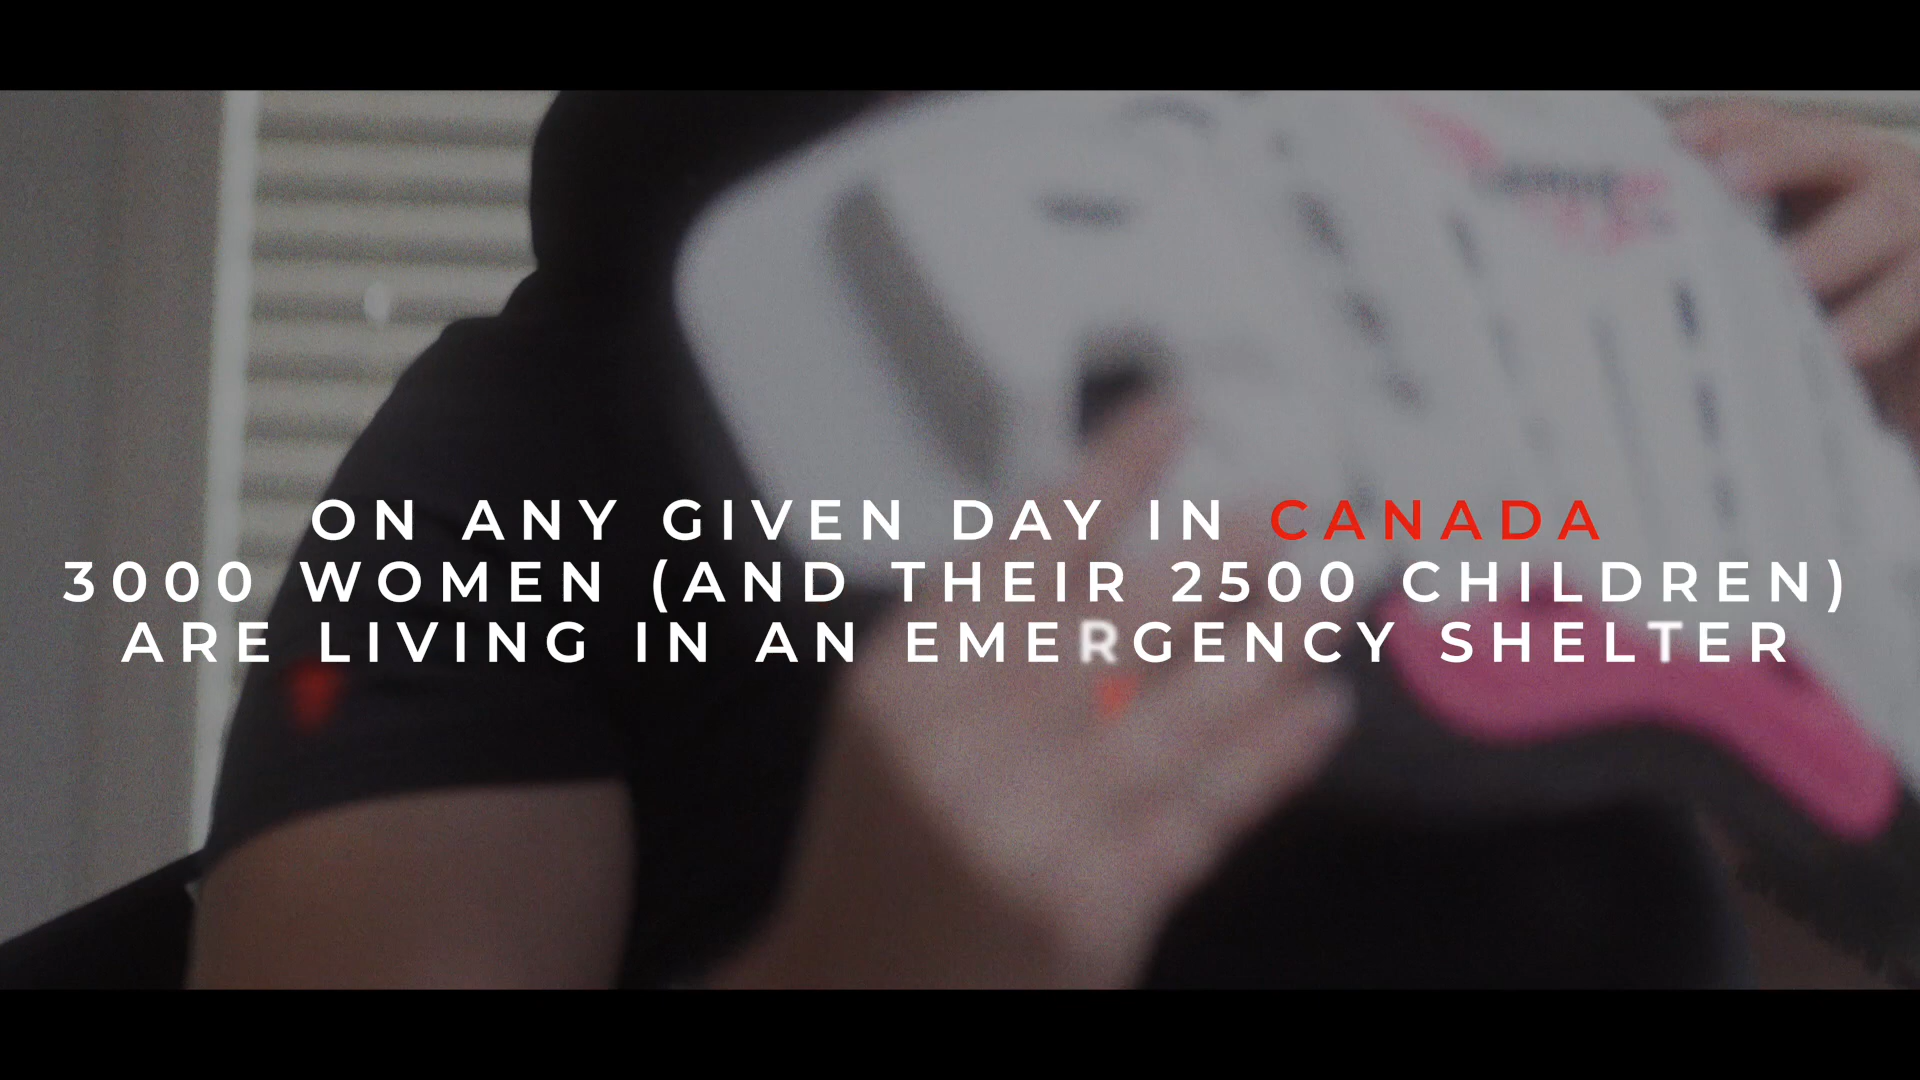 ON ANY GIVEN DAY IN CANADA
3000 WOMEN (AND THEIR 2500 CHILDREN)
ARE LIVING IN AN EMERGENCY SHELTER